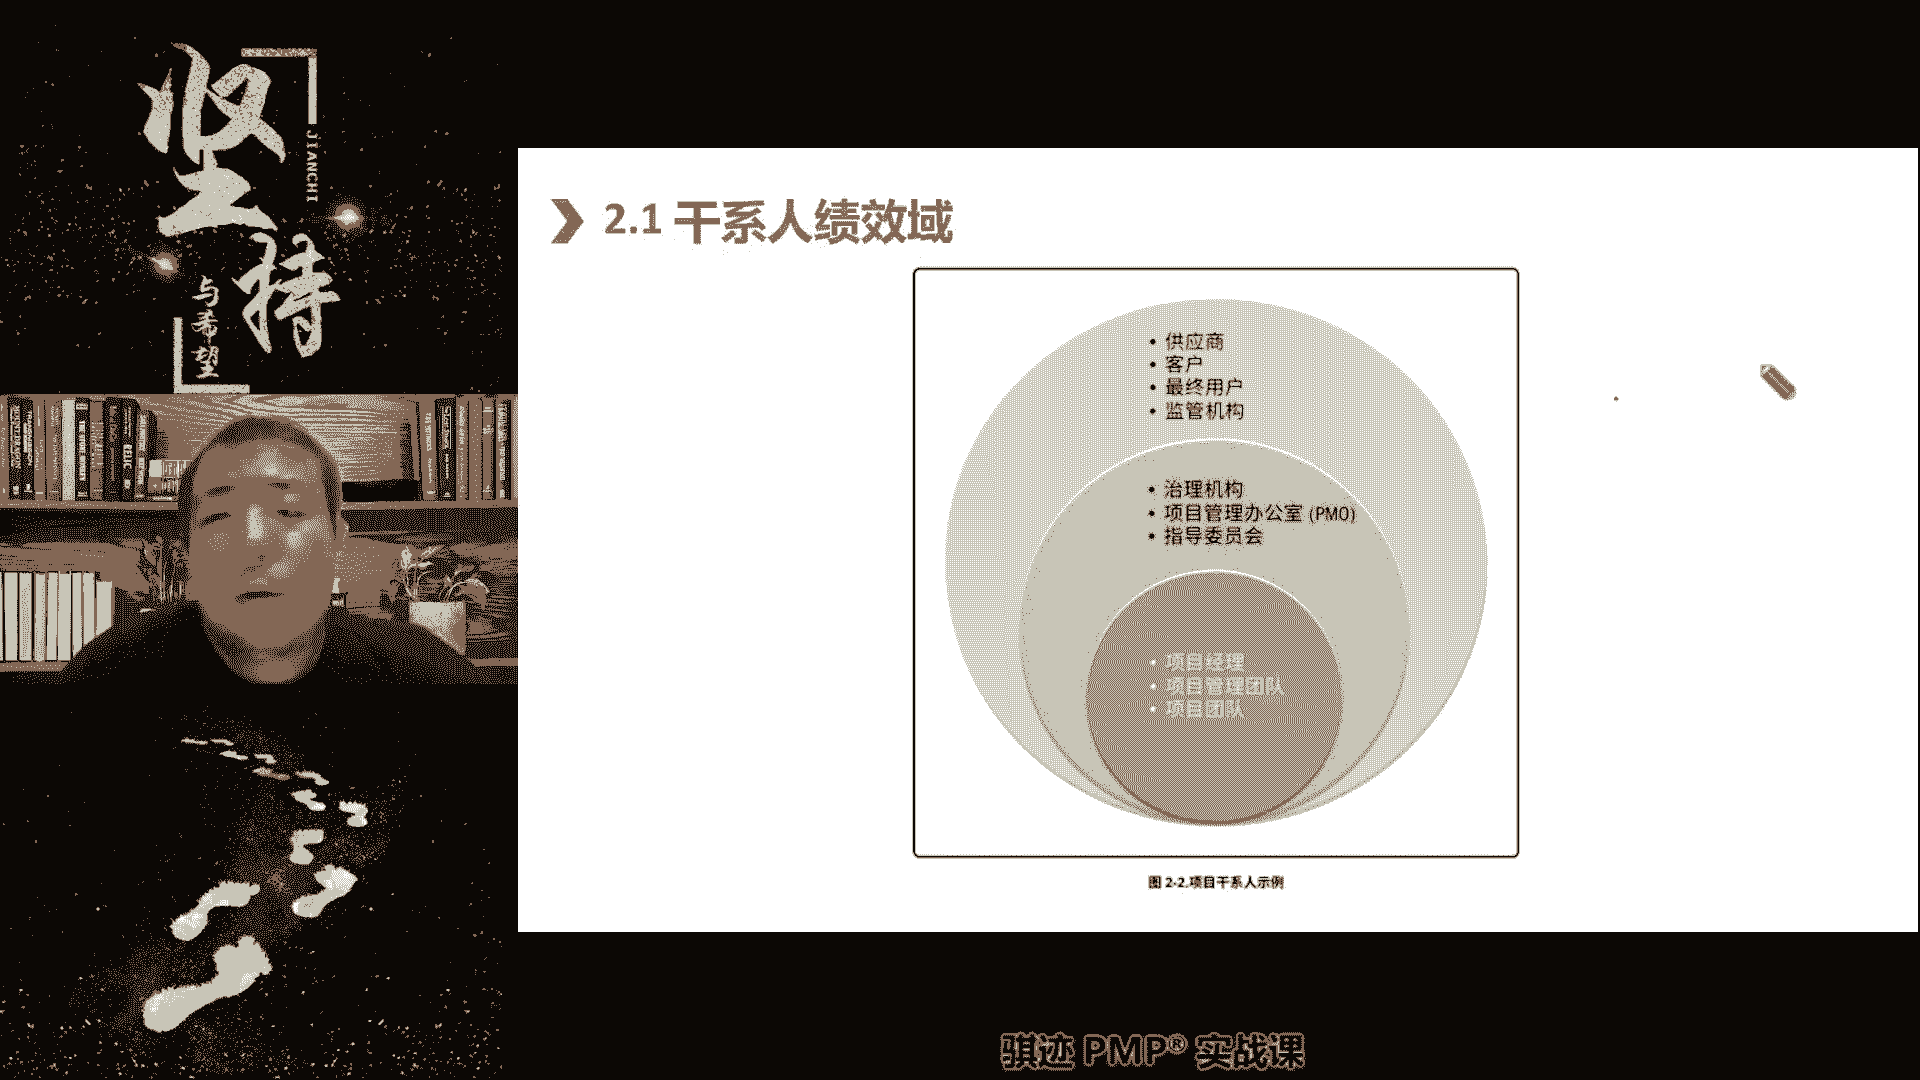 坚持
JIANCHI
与希望
2.1 干系人绩效域
• 供应商
• 客户
• 最终用户
• 监管机构
• 治理机构
• 项目管理办公室 (PMO)
• 指导委员会
• 项目经理
• 项目管理团队
• 项目团队
图 2-2.项目干系人示例
骐迹 PMP® 实战课